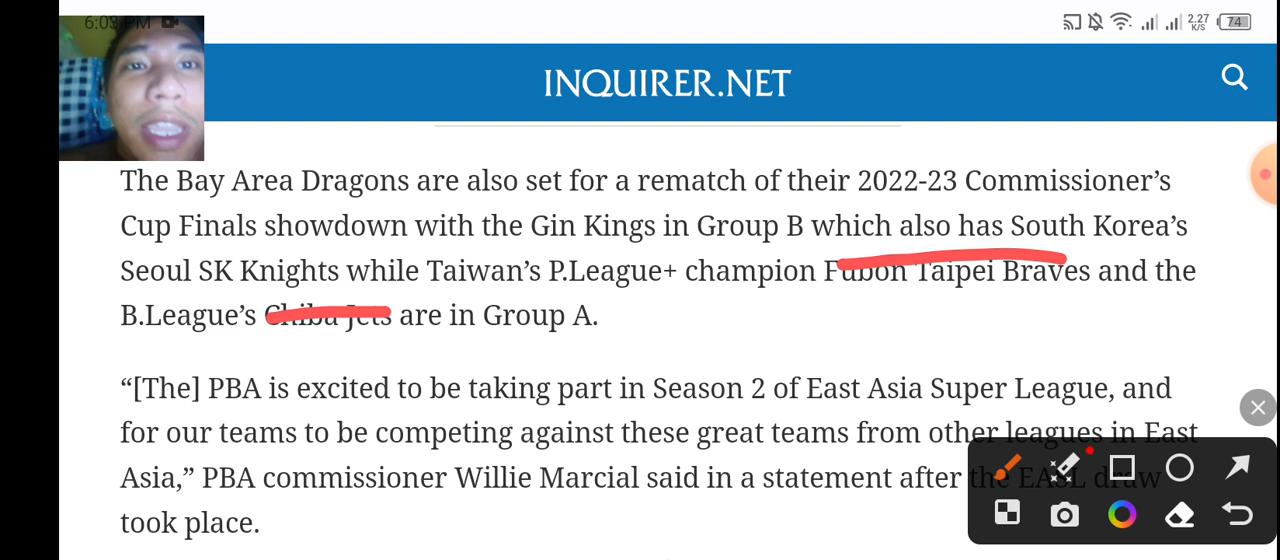 6:03 PM
2.27
K/S
74
INQUIRER.NET
The Bay Area Dragons are also set for a rematch of their 2022-23 Commissioner’s
Cup Finals showdown with the Gin Kings in Group B which also has South Korea’s
Seoul SK Knights while Taiwan’s P.League+ champion Fubon Taipei Braves and the
B.League’s Chiba Jets are in Group A.
“[The] PBA is excited to be taking part in Season 2 of East Asia Super League, and
for our teams to be competing against these great teams from other leagues in East
Asia,” PBA commissioner Willie Marcial said in a statement after the EASL draw
took place.